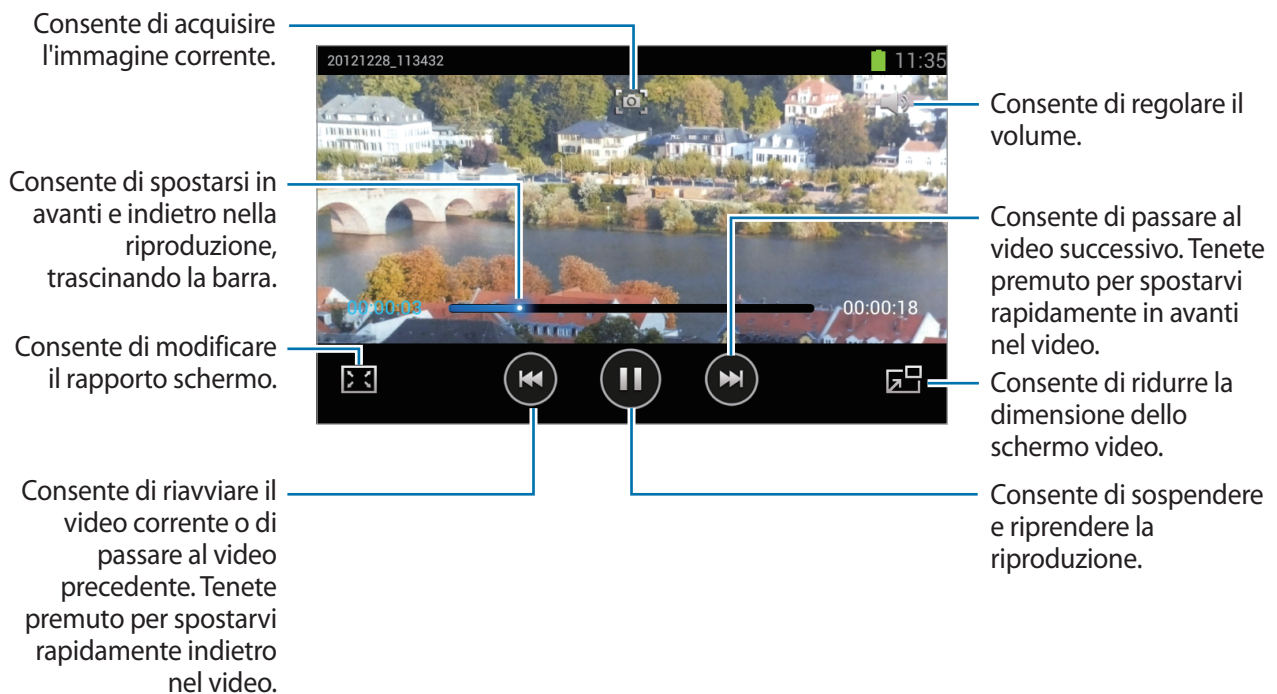 Consente di acquisire
l'immagine corrente.
20121228_113432
11:35
Consente di regolare il
volume.
Consente di spostarsi in
avanti e indietro nella
riproduzione,
trascinando la barra.
Consente di passare al
video successivo. Tenete
premuto per spostarvi
rapidamente in avanti
nel video.
00:00:03
00:00:18
Consente di modificare
il rapporto schermo.
Consente di ridurre la
dimensione dello
schermo video.
Consente di riavviare il
video corrente o di
passare al video
precedente. Tenete
premuto per spostarvi
rapidamente indietro
nel video.
Consente di sospendere
e riprendere la
riproduzione.